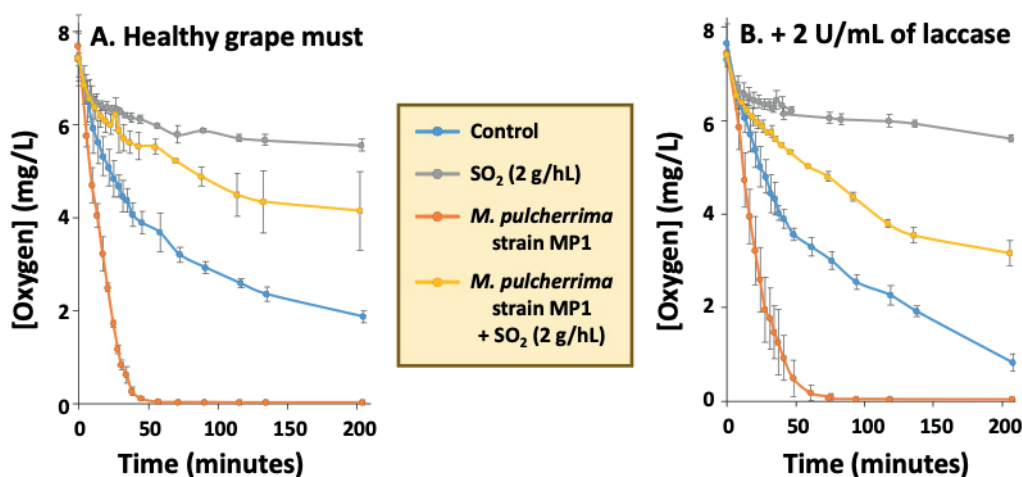 A. Healthy grape must
[Oxygen] (mg/L)
8
6
4
2
0
0 50 100 150 200
Time (minutes)
Control
SO₂ (2 g/hL)
M. pulcherrima
strain MP1
M. pulcherrima
strain MP1
+ SO₂ (2 g/hL)
B. + 2 U/mL of laccase
[Oxygen] (mg/L)
8
6
4
2
0
0 50 100 150 200
Time (minutes)